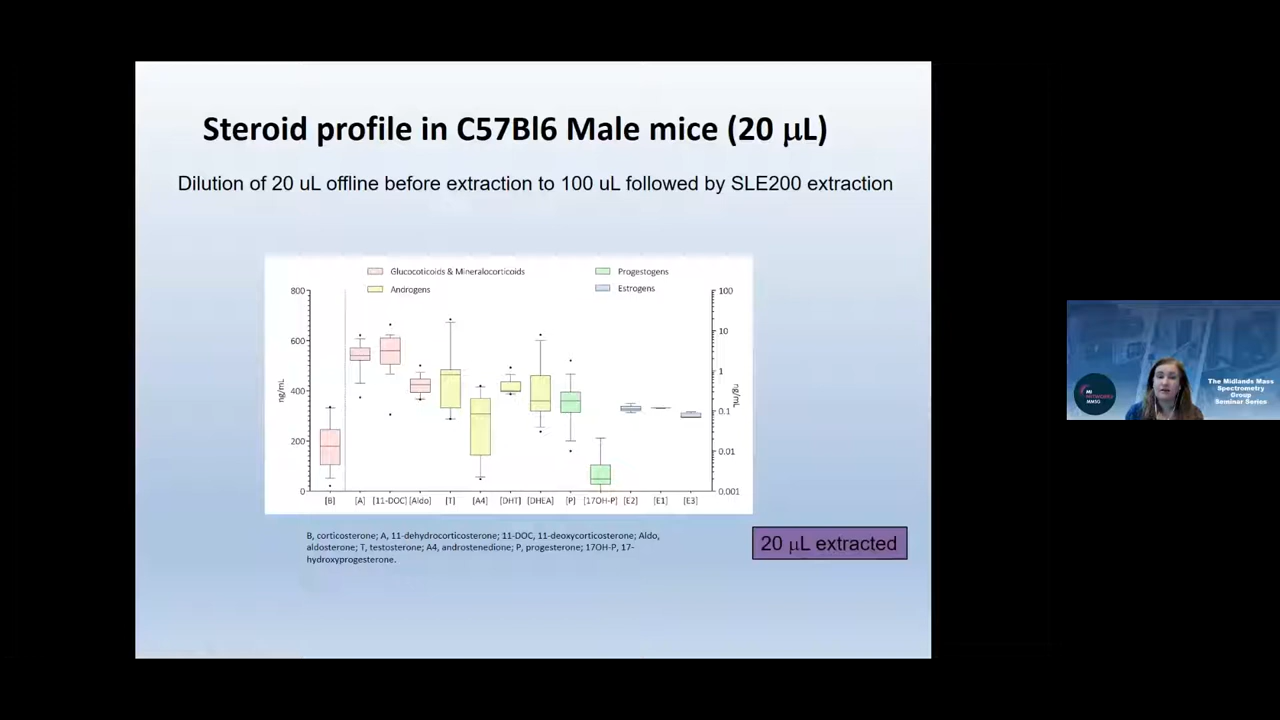 Steroid profile in C57Bl6 Male mice (20 μL)
Dilution of 20 uL offline before extraction to 100 uL followed by SLE200 extraction
Glucocoticoids & Mineralocorticoids
Progestogens
Androgens
Estrogens
800
600
400
200
0
ng/mL
100
10
1
0.1
0.01
0.001
ng/mL
[B] [A] [11-DOC] [Aldo] [T] [A4] [DHT] [DHEA] [P] [17OH-P] [E2] [E1] [E3]
B, corticosterone; A, 11-dehydrocorticosterone; 11-DOC, 11-deoxycorticosterone; Aldo,
aldosterone; T, testosterone; A4, androstenedione; P, progesterone; 17OH-P, 17-
hydroxyprogesterone.
20 μL extracted
The Midlands Mass
Spectrometry
Group
Seminar Series
MMSG